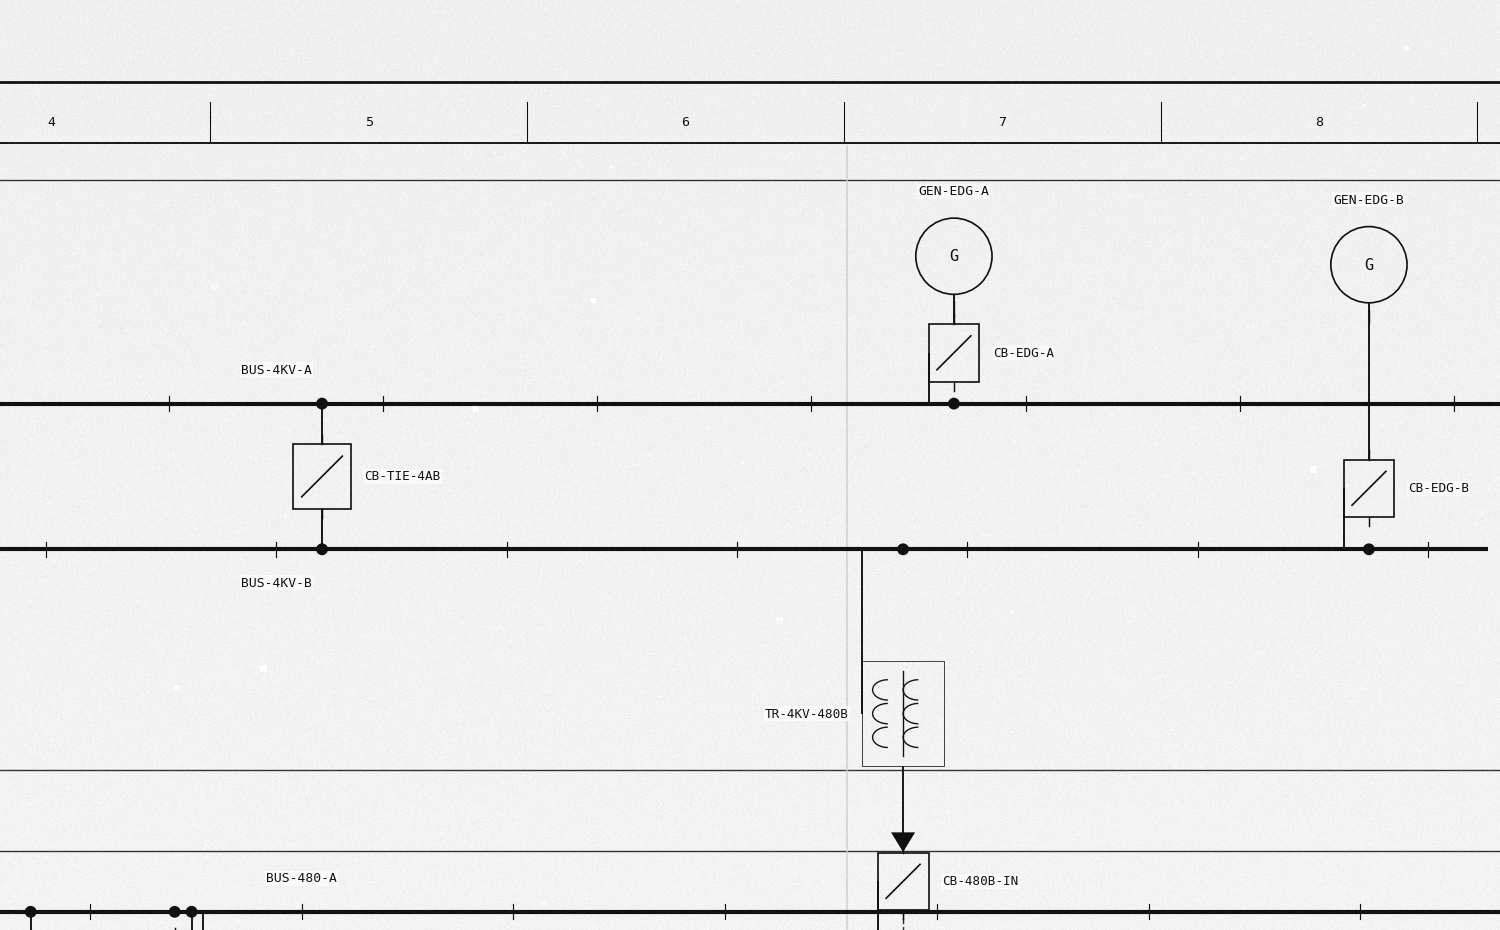 4 5 6 7 8
GEN-EDG-A
GEN-EDG-B
G
G
CB-EDG-A
BUS-4KV-A
CB-TIE-4AB
CB-EDG-B
BUS-4KV-B
TR-4KV-480B
BUS-480-A
CB-480B-IN